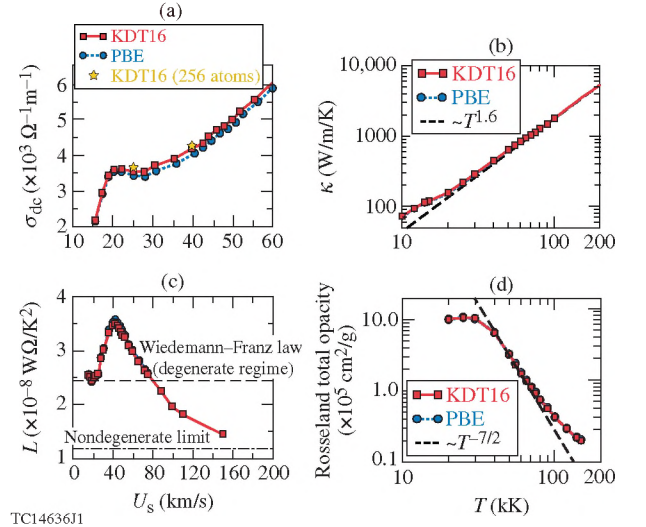 (a)
KDT16
PBE
KDT16 (256 atoms)
σdc (×10³ Ω−1m−1)
6
5
4
3
2
10 20 30 40 50 60
(b)
KDT16
PBE
~T^1.6
κ (W/m/K)
10,000
1000
100
10 100 200
(c)
L (×10−8 WΩ/K²)
4
3
2
1
Wiedemann–Franz law
(degenerate regime)
Nondegenerate limit
0 40 80 120 160 200
Us (km/s)
(d)
Rosseland total opacity
(×10⁵ cm²/g)
10.0
1.0
0.1
KDT16
PBE
~T^−7/2
10 100 200
T (kK)
TC14636J1